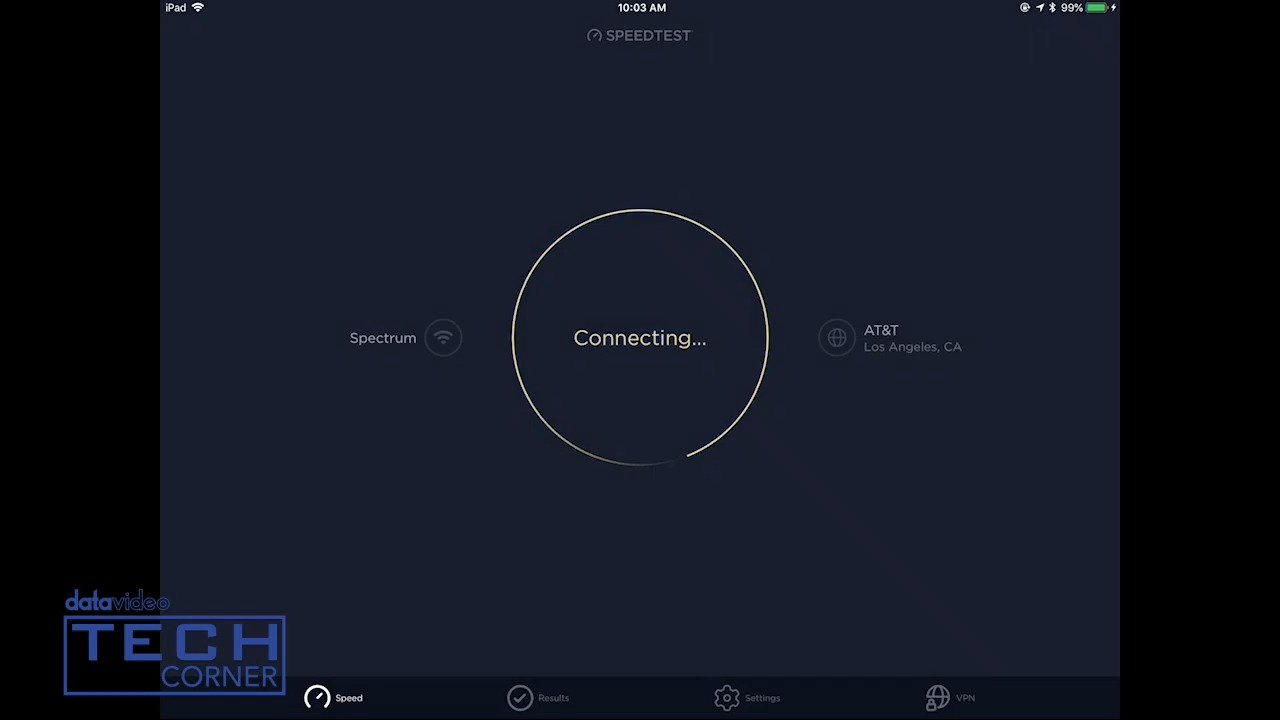 iPad
10:03 AM
99%
SPEEDTEST
Spectrum
Connecting...
AT&T
Los Angeles, CA
datavideo
TECH
CORNER
Speed
Results
Settings
VPN